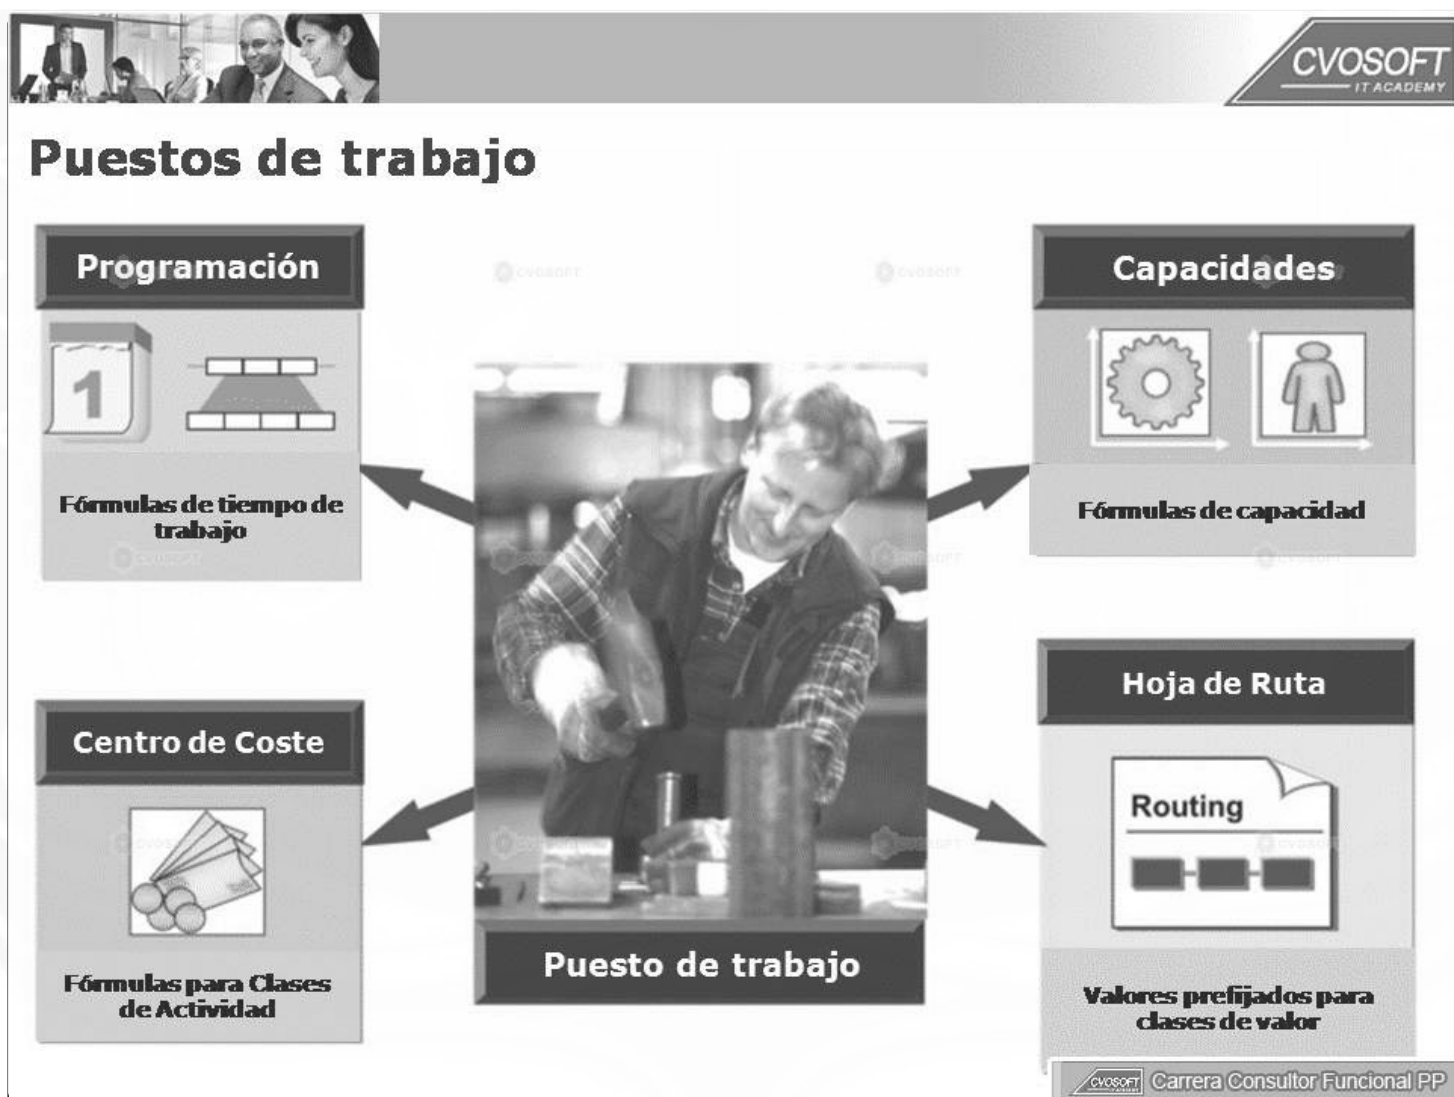 CVOSOFT
IT ACADEMY
Puestos de trabajo
Programación
1
Fórmulas de tiempo de
trabajo
Capacidades
Fórmulas de capacidad
Centro de Coste
Fórmulas para Clases
de Actividad
Puesto de trabajo
Hoja de Ruta
Routing
Valores prefijados para
clases de valor
CVOSOFT
Carrera Consultor Funcional PP